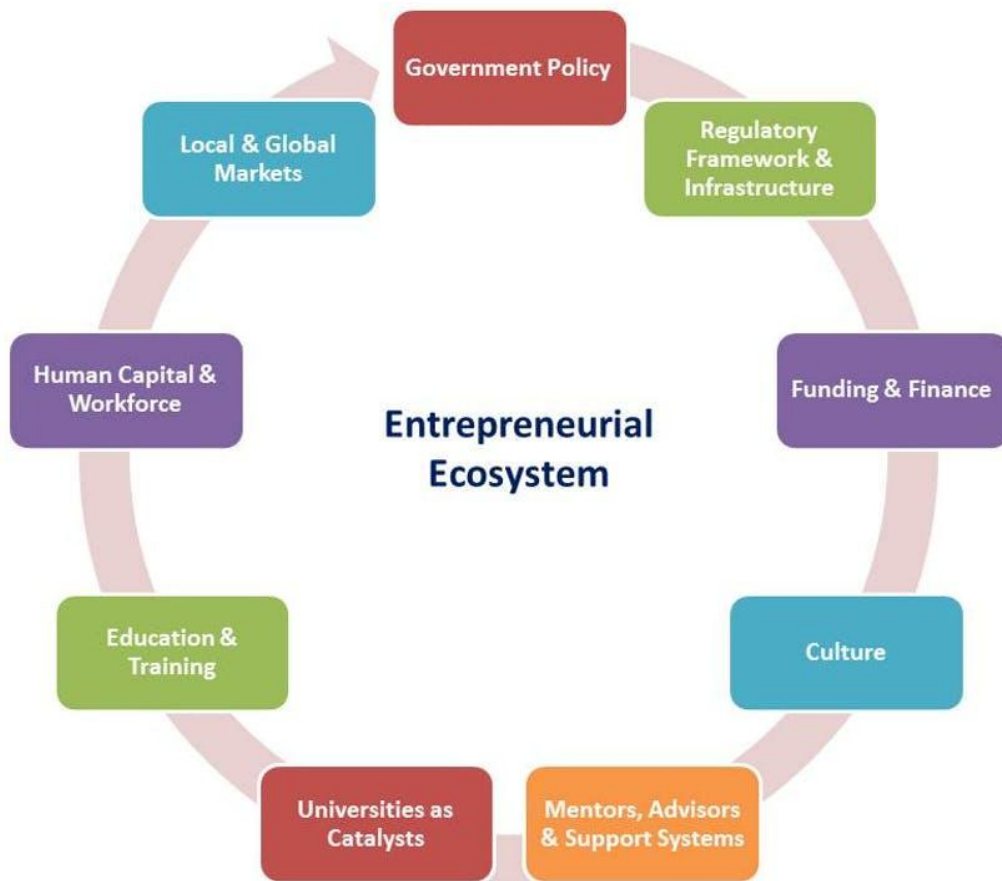 Government Policy
Regulatory
Framework &
Infrastructure
Funding & Finance
Culture
Mentors, Advisors
& Support Systems
Universities as
Catalysts
Education &
Training
Human Capital &
Workforce
Local & Global
Markets
Entrepreneurial
Ecosystem